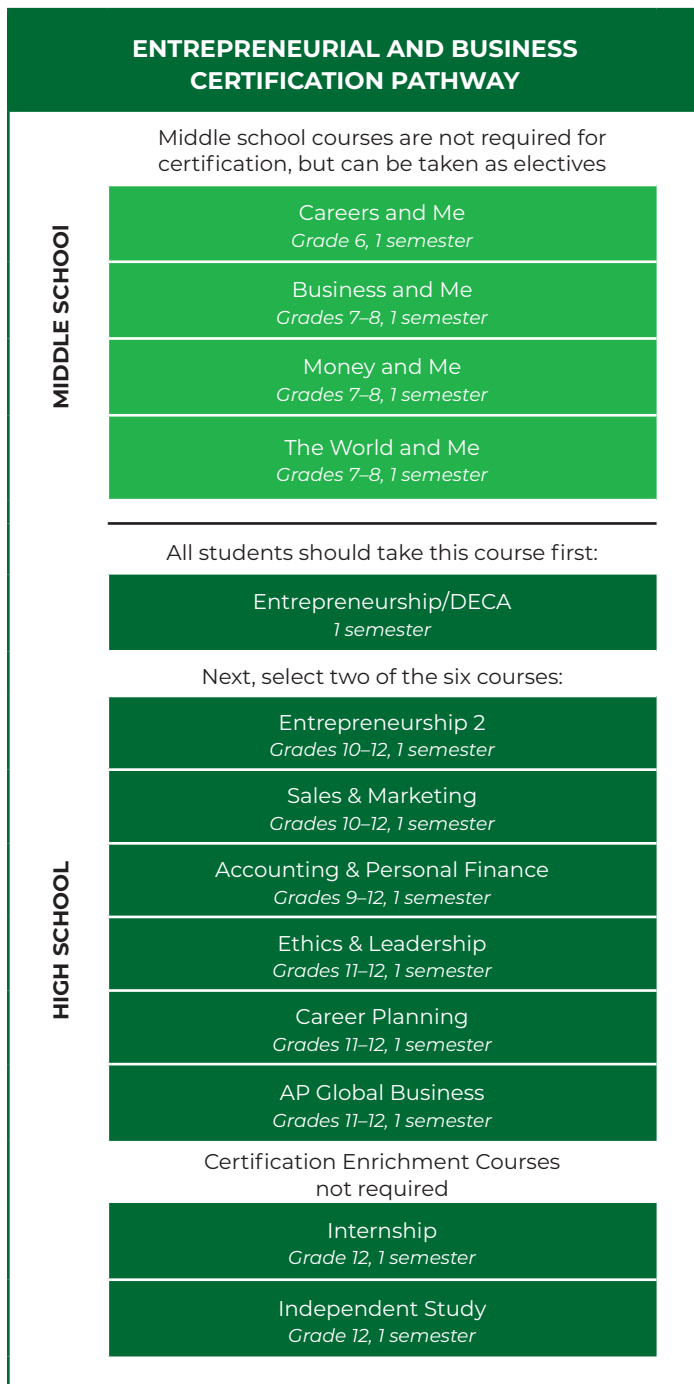 ENTREPRENEURIAL AND BUSINESS
CERTIFICATION PATHWAY
MIDDLE SCHOOl
Middle school courses are not required for
certification, but can be taken as electives
Careers and Me
Grade 6, 1 semester
Business and Me
Grades 7–8, 1 semester
Money and Me
Grades 7–8, 1 semester
The World and Me
Grades 7–8, 1 semester
HIGH SCHOOL
All students should take this course first:
Entrepreneurship/DECA
1 semester
Next, select two of the six courses:
Entrepreneurship 2
Grades 10–12, 1 semester
Sales & Marketing
Grades 10–12, 1 semester
Accounting & Personal Finance
Grades 9–12, 1 semester
Ethics & Leadership
Grades 11–12, 1 semester
Career Planning
Grades 11–12, 1 semester
AP Global Business
Grades 11–12, 1 semester
Certification Enrichment Courses
not required
Internship
Grade 12, 1 semester
Independent Study
Grade 12, 1 semester